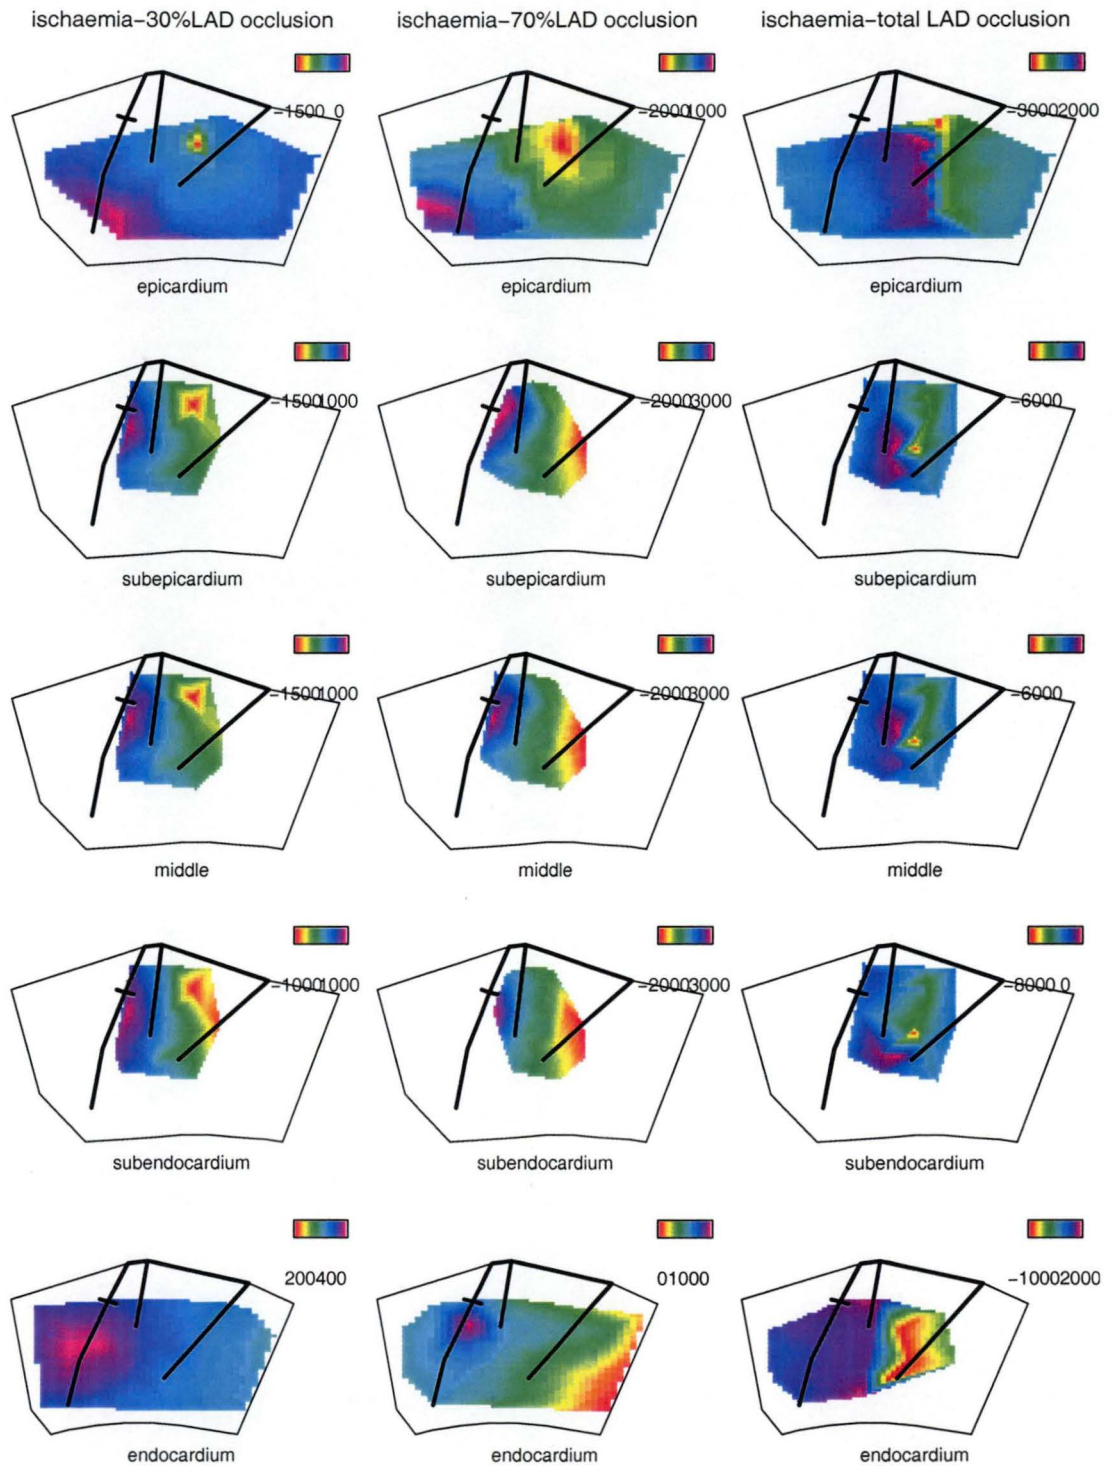 ischaemia-30%LAD occlusion ischaemia-70%LAD occlusion ischaemia-total LAD occlusion
-1500 0 -20001000 -30002000
epicardium epicardium epicardium
-15001000 -20003000 -6000
subepicardium subepicardium subepicardium
-15001000 -20003000 -6000
middle middle middle
-10001000 -20003000 -8000 0
subendocardium subendocardium subendocardium
200400 01000 -10002000
endocardium endocardium endocardium